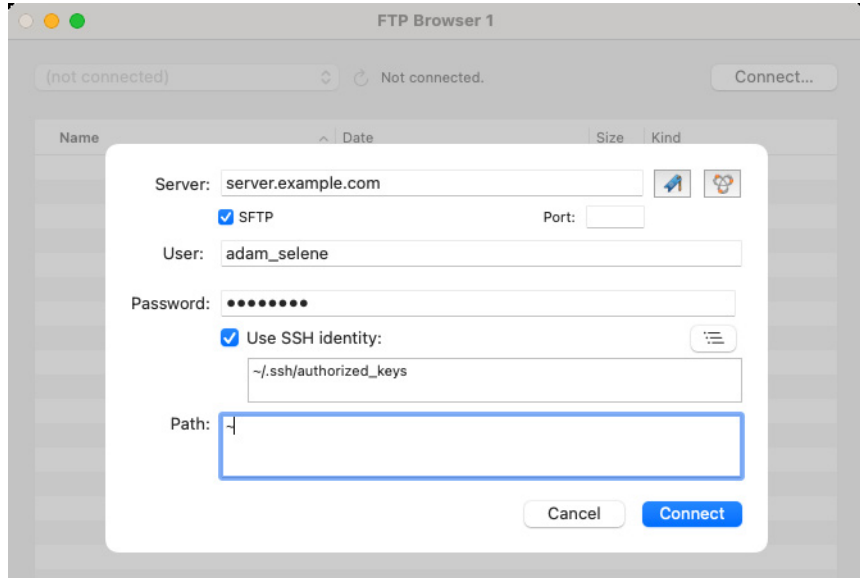 FTP Browser 1
(not connected) Not connected. Connect...
Name Date Size Kind
Server: server.example.com
SFTP Port:
User: adam_selene
Password: ••••••••
Use SSH identity:
~/.ssh/authorized_keys
Path: ~
Cancel Connect